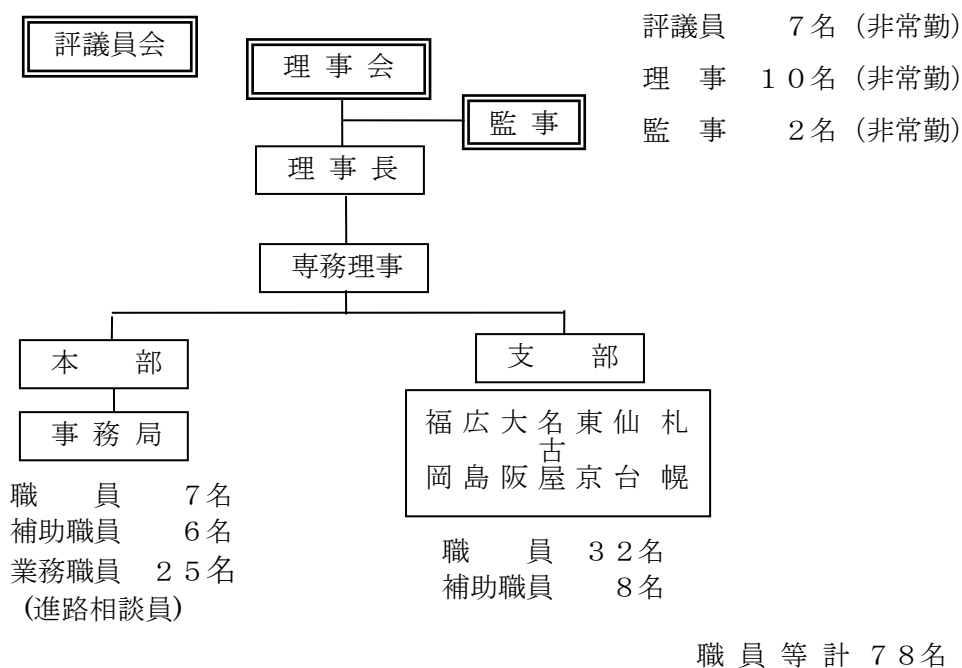 評議員会
理事会
監事
理事長
専務理事
評議員 7名 (非常勤)
理事 10名 (非常勤)
監事 2名 (非常勤)
本部
事務局
職員 7名
補助職員 6名
業務職員 25名
(進路相談員)
支部
札幌
仙台
東京
名古屋
大阪
広島
福岡
職員 32名
補助職員 8名
職員等計 78名